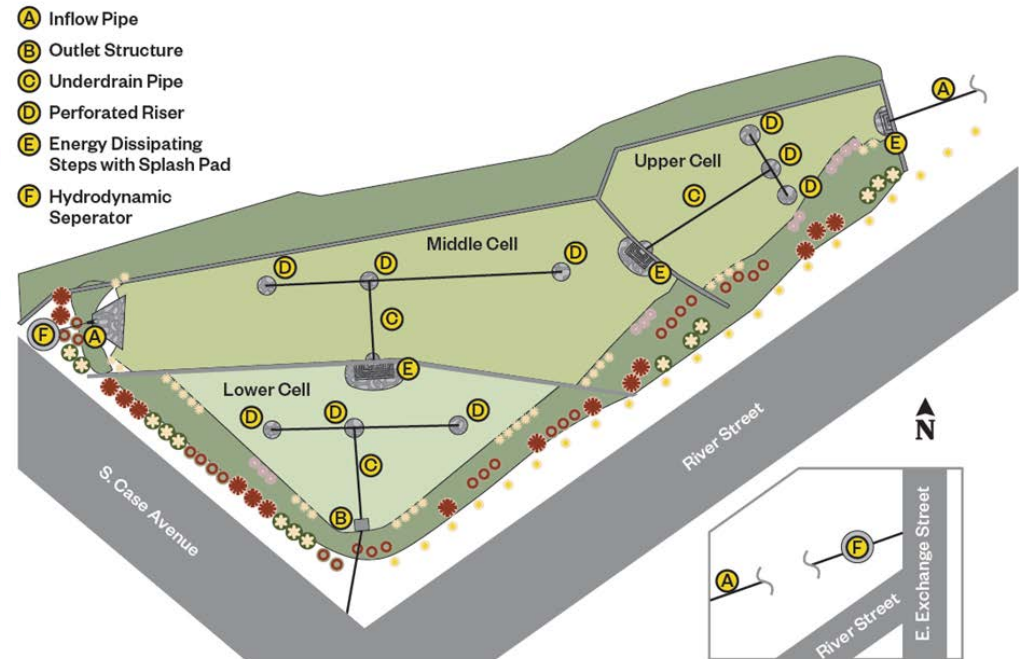 A Inflow Pipe
B Outlet Structure
C Underdrain Pipe
D Perforated Riser
E Energy Dissipating
Steps with Splash Pad
F Hydrodynamic
Seperator
A
E
D
Upper Cell
D
D
C
Middle Cell
D
D
D
E
C
F
A
E
Lower Cell
D
D
D
C
B
S. Case Avenue
River Street
N
F
A
E. Exchange Street
River Street